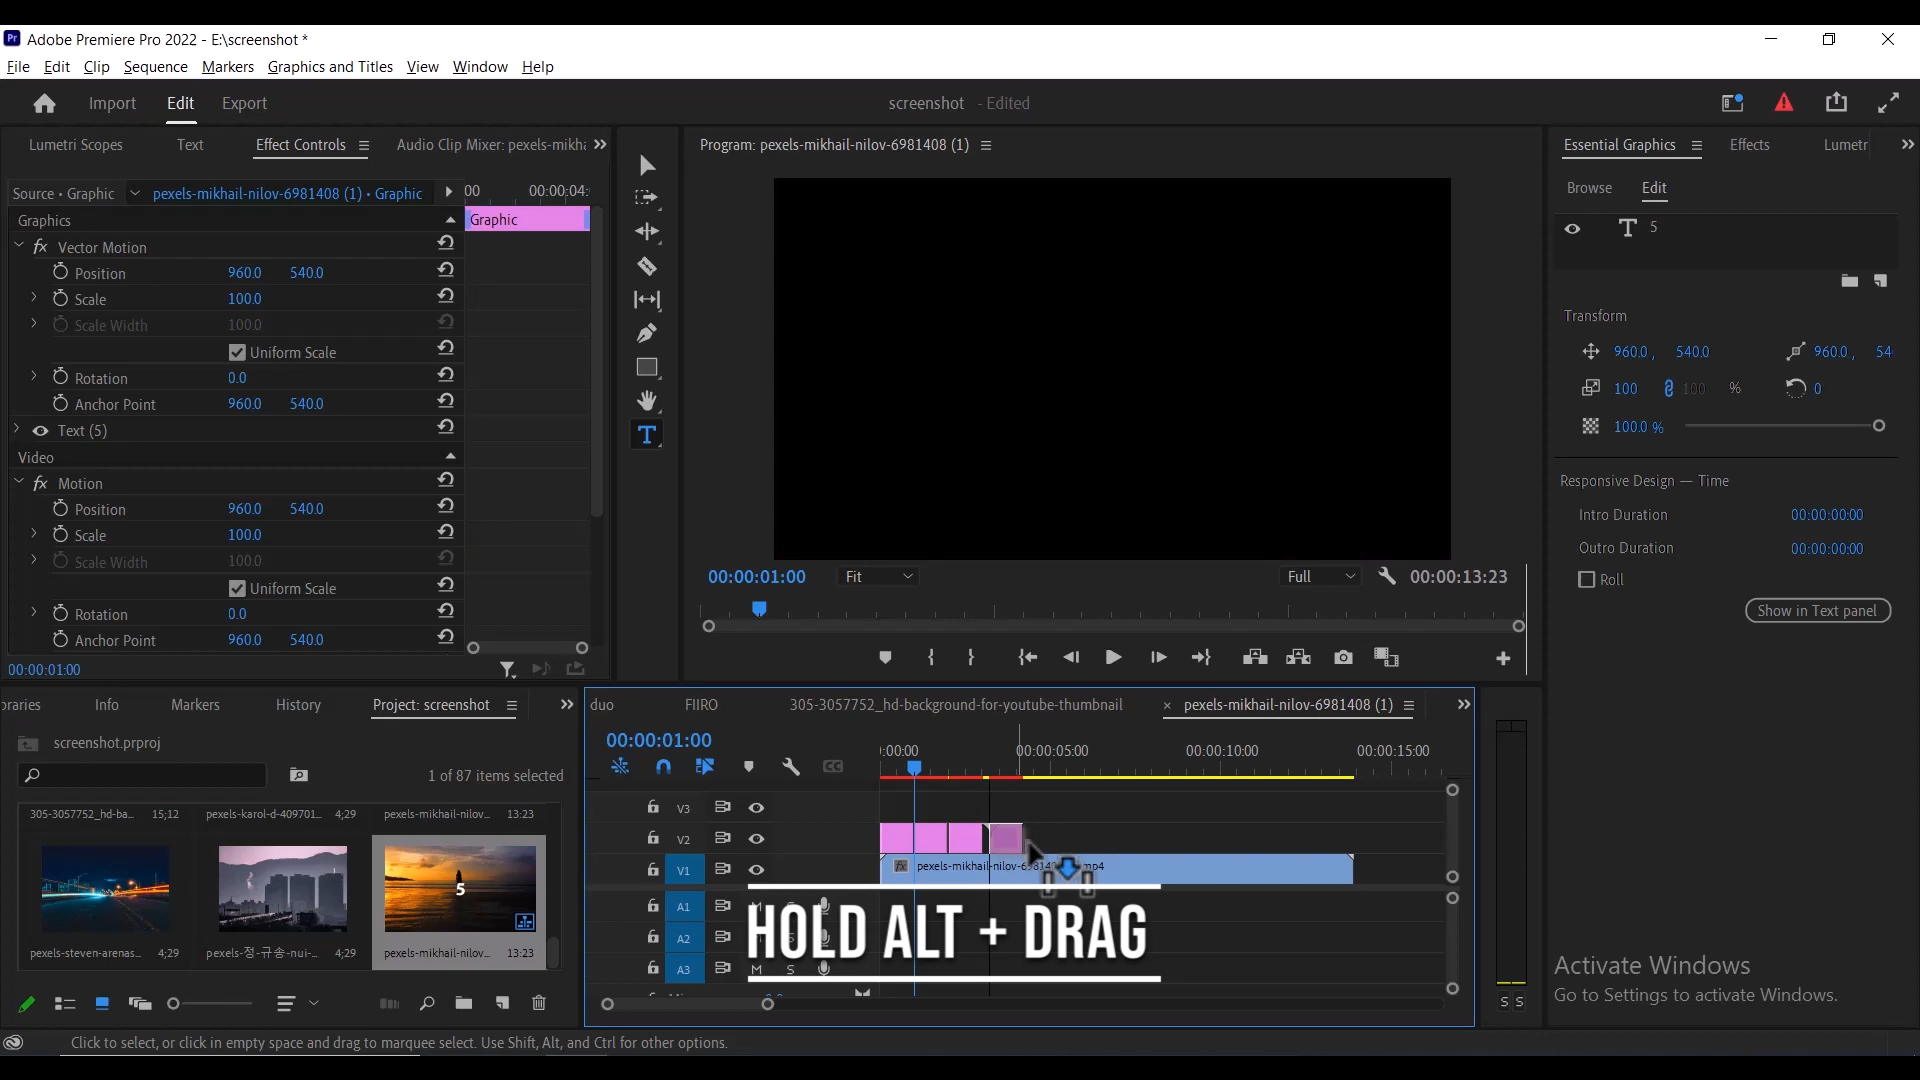 Adobe Premiere Pro 2022 - E:\screenshot *
File Edit Clip Sequence Markers Graphics and Titles View Window Help
Import Edit Export
screenshot - Edited
Lumetri Scopes Text Effect Controls Audio Clip Mixer: pexels-mikha
Source • Graphic pexels-mikhail-nilov-6981408 (1) • Graphic
:00 00:00:04:
Graphics
Graphic
fx Vector Motion
Position 960.0 540.0
Scale 100.0
Scale Width 100.0
Uniform Scale
Rotation 0.0
Anchor Point 960.0 540.0
Text (5)
Video
fx Motion
Position 960.0 540.0
Scale 100.0
Scale Width 100.0
Uniform Scale
Rotation 0.0
Anchor Point 960.0 540.0
00:00:01:00
Program: pexels-mikhail-nilov-6981408 (1)
00:00:01:00 Fit Full 00:00:13:23
Essential Graphics Effects Lumetr
Browse Edit
T 5
Transform
960.0 , 540.0 960.0 , 54
100 100 % 0
100.0 %
Responsive Design — Time
Intro Duration 00:00:00:00
Outro Duration 00:00:00:00
Roll
Show in Text panel
oraries Info Markers History Project: screenshot
screenshot.prproj
1 of 87 items selected
305-3057752_hd-ba... 15;12 pexels-karol-d-409701... 4;29 pexels-mikhail-nilov... 13:23
5
pexels-steven-arenas... 4;29 pexels-정-규송-nui-... 4;29 pexels-mikhail-nilov... 13:23
duo FIIRO 305-3057752_hd-background-for-youtube-thumbnail × pexels-mikhail-nilov-6981408 (1)
00:00:01:00
:00:00 00:00:05:00 00:00:10:00 00:00:15:00
V3
V2
V1 fx pexels-mikhail-nilov-69814 mp4
A1 M S
A2 S
A3 M S
HOLD ALT + DRAG
S S
Activate Windows
Go to Settings to activate Windows.
Click to select, or click in empty space and drag to marquee select. Use Shift, Alt, and Ctrl for other options.